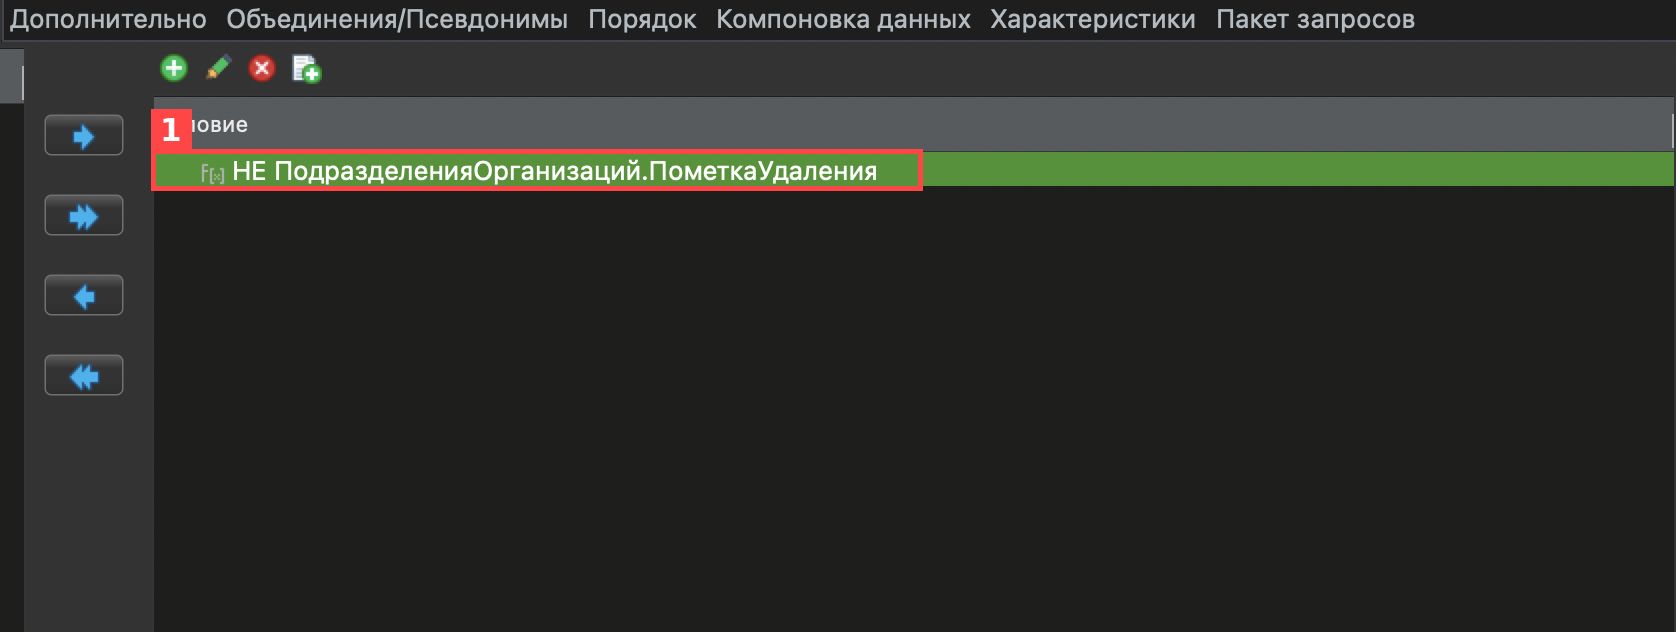 Дополнительно Объединения/Псевдонимы Порядок Компоновка данных Характеристики Пакет запросов
1
ловие
НЕ ПодразделенияОрганизаций.ПометкаУдаления